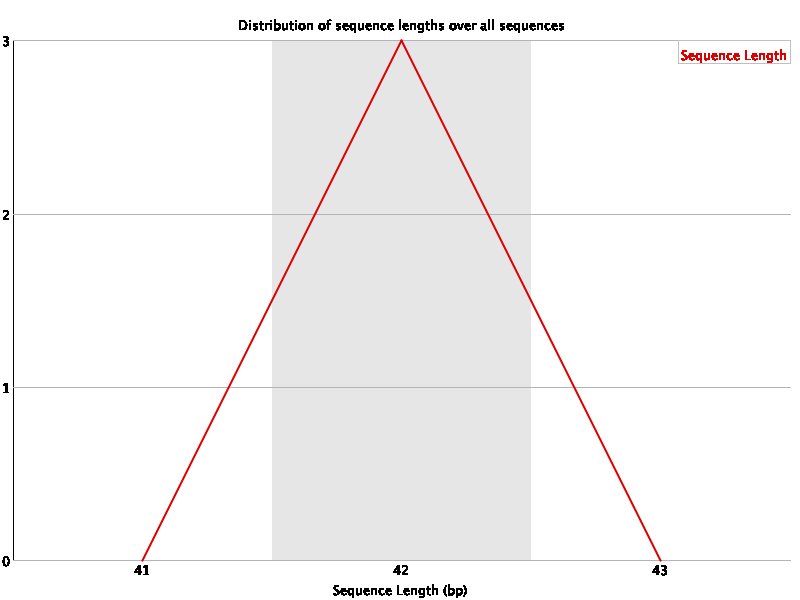 Distribution of sequence lengths over all sequences
Sequence Length
3
2
1
0
41 42 43
Sequence Length (bp)